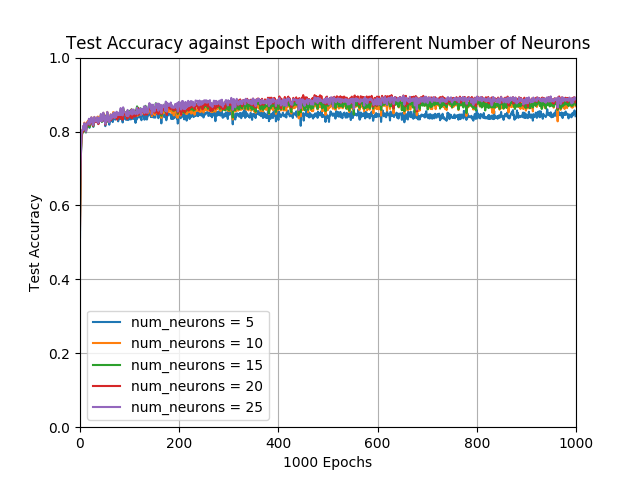 Test Accuracy against Epoch with different Number of Neurons
1.0
0.8
0.6
0.4
0.2
0.0
Test Accuracy
num_neurons = 5
num_neurons = 10
num_neurons = 15
num_neurons = 20
num_neurons = 25
0 200 400 600 800 1000
1000 Epochs